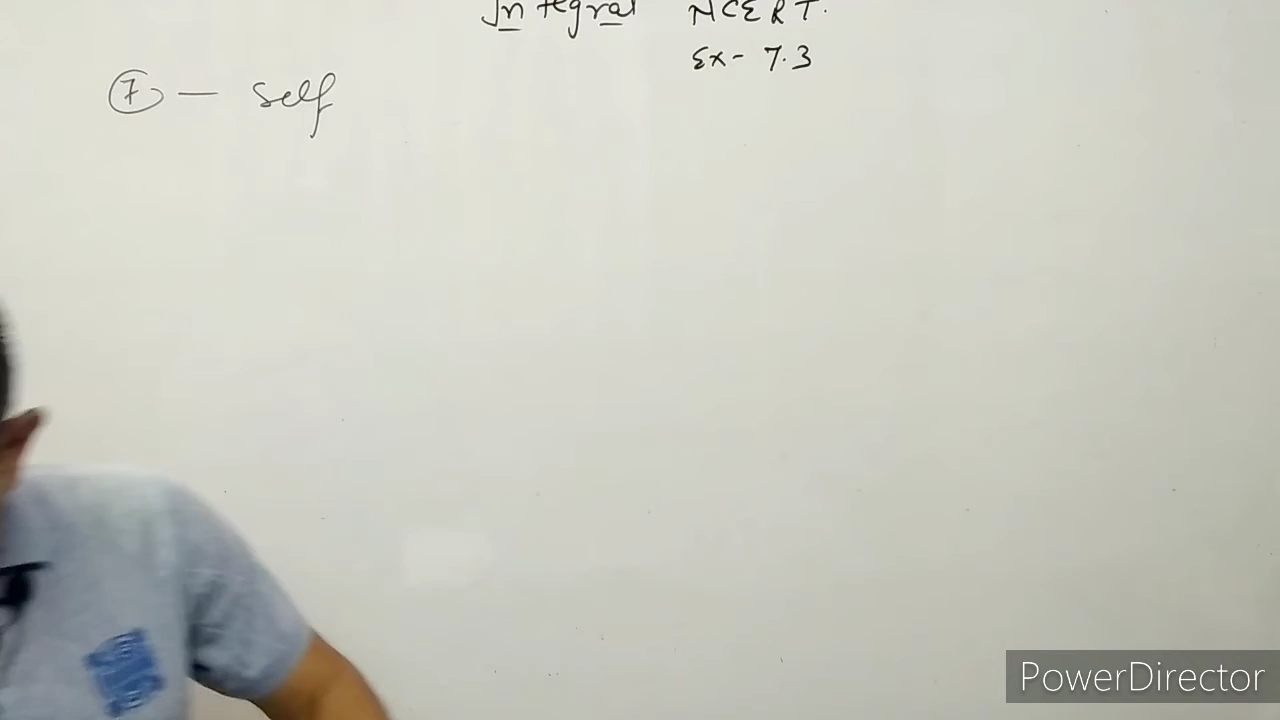 Integral NCERT.
Ex- 7.3
⑦ — self
PowerDirector